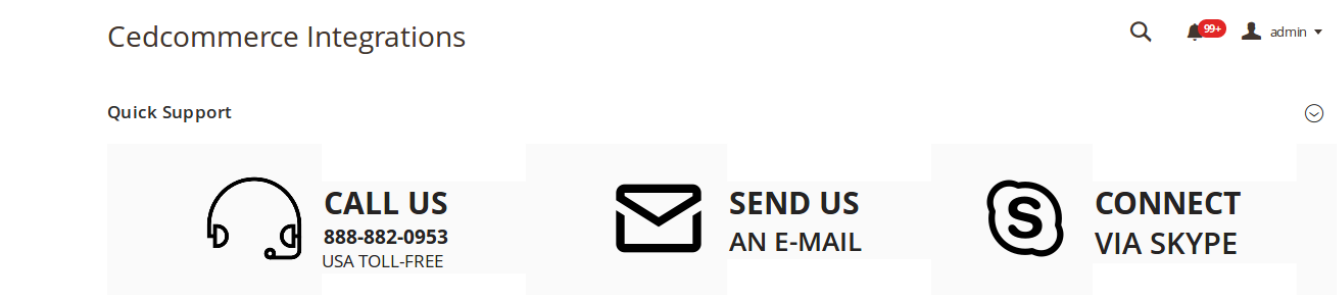 Cedcommerce Integrations
99+
admin
Quick Support
CALL US
888-882-0953
USA TOLL-FREE
SEND US
AN E-MAIL
S
CONNECT
VIA SKYPE